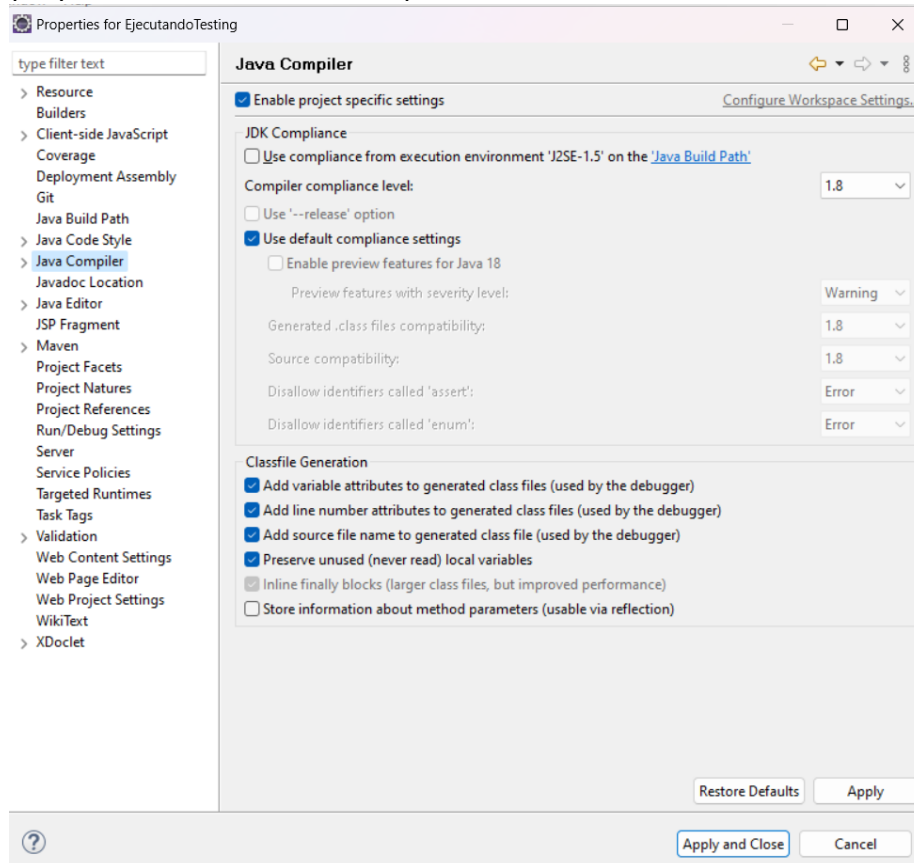 Properties for EjecutandoTesting
type filter text
Resource
Builders
Client-side JavaScript
Coverage
Deployment Assembly
Git
Java Build Path
Java Code Style
Java Compiler
Javadoc Location
Java Editor
JSP Fragment
Maven
Project Facets
Project Natures
Project References
Run/Debug Settings
Server
Service Policies
Targeted Runtimes
Task Tags
Validation
Web Content Settings
Web Page Editor
Web Project Settings
WikiText
XDoclet
Java Compiler
Enable project specific settings
Configure Workspace Settings.
JDK Compliance
Use compliance from execution environment 'J2SE-1.5' on the 'Java Build Path'
Compiler compliance level: 1.8
Use '--release' option
Use default compliance settings
Enable preview features for Java 18
Preview features with severity level: Warning
Generated .class files compatibility: 1.8
Source compatibility: 1.8
Disallow identifiers called 'assert': Error
Disallow identifiers called 'enum': Error
Classfile Generation
Add variable attributes to generated class files (used by the debugger)
Add line number attributes to generated class files (used by the debugger)
Add source file name to generated class file (used by the debugger)
Preserve unused (never read) local variables
Inline finally blocks (larger class files, but improved performance)
Store information about method parameters (usable via reflection)
Restore Defaults Apply
? Apply and Close Cancel